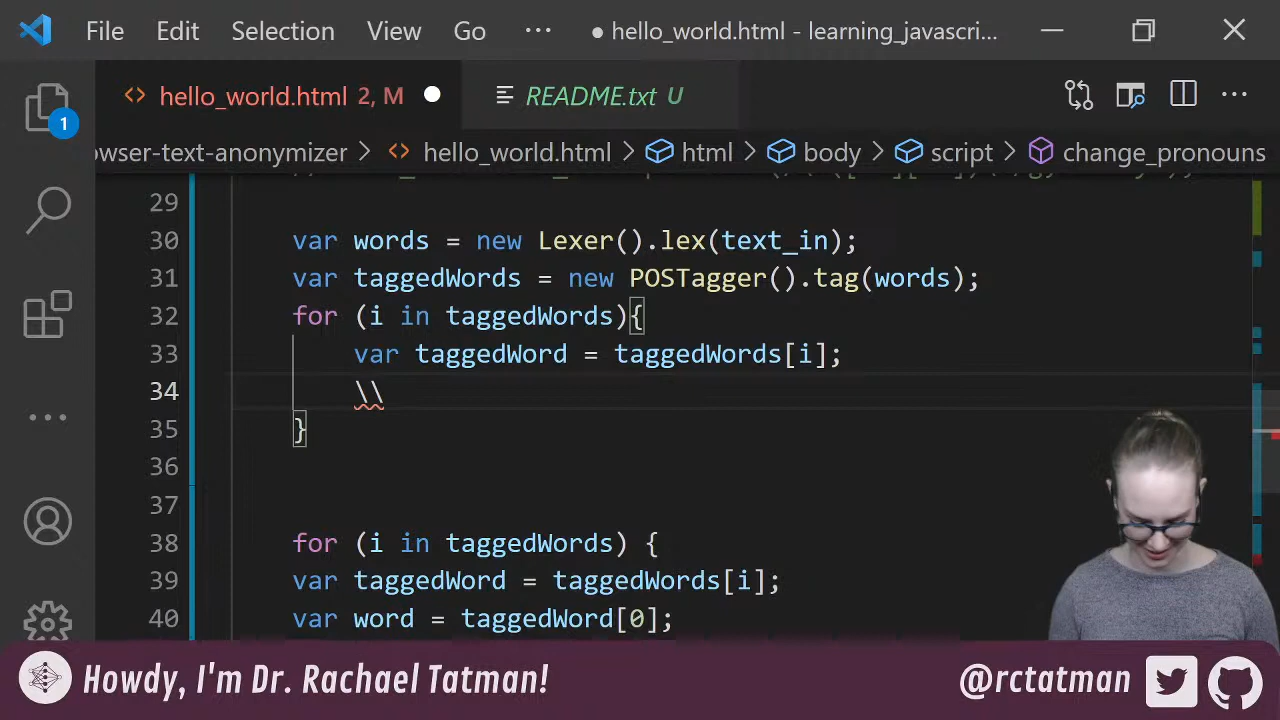 File Edit Selection View Go ··· ● hello_world.html - learning_javascri...
hello_world.html 2, M ● README.txt U
1
owser-text-anonymizer > hello_world.html > html > body > script > change_pronouns
29
30 var words = new Lexer().lex(text_in);
31 var taggedWords = new POSTagger().tag(words);
32 for (i in taggedWords){
33 var taggedWord = taggedWords[i];
34 \\
35 }
36
37
38 for (i in taggedWords) {
39 var taggedWord = taggedWords[i];
40 var word = taggedWord[0];
Howdy, I'm Dr. Rachael Tatman! @rctatman